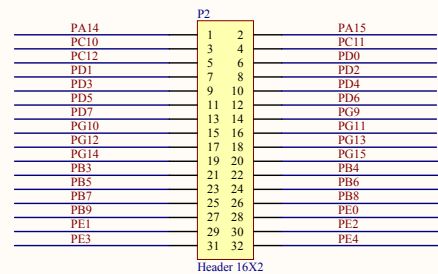 P2
PA14 1 2 PA15
PC10 3 4 PC11
PC12 5 6 PD0
PD1 7 8 PD2
PD3 9 10 PD4
PD5 11 12 PD6
PD7 13 14 PG9
PG10 15 16 PG11
PG12 17 18 PG13
PG14 19 20 PG15
PB3 21 22 PB4
PB5 23 24 PB6
PB7 25 26 PB8
PB9 27 28 PE0
PE1 29 30 PE2
PE3 31 32 PE4
Header 16X2